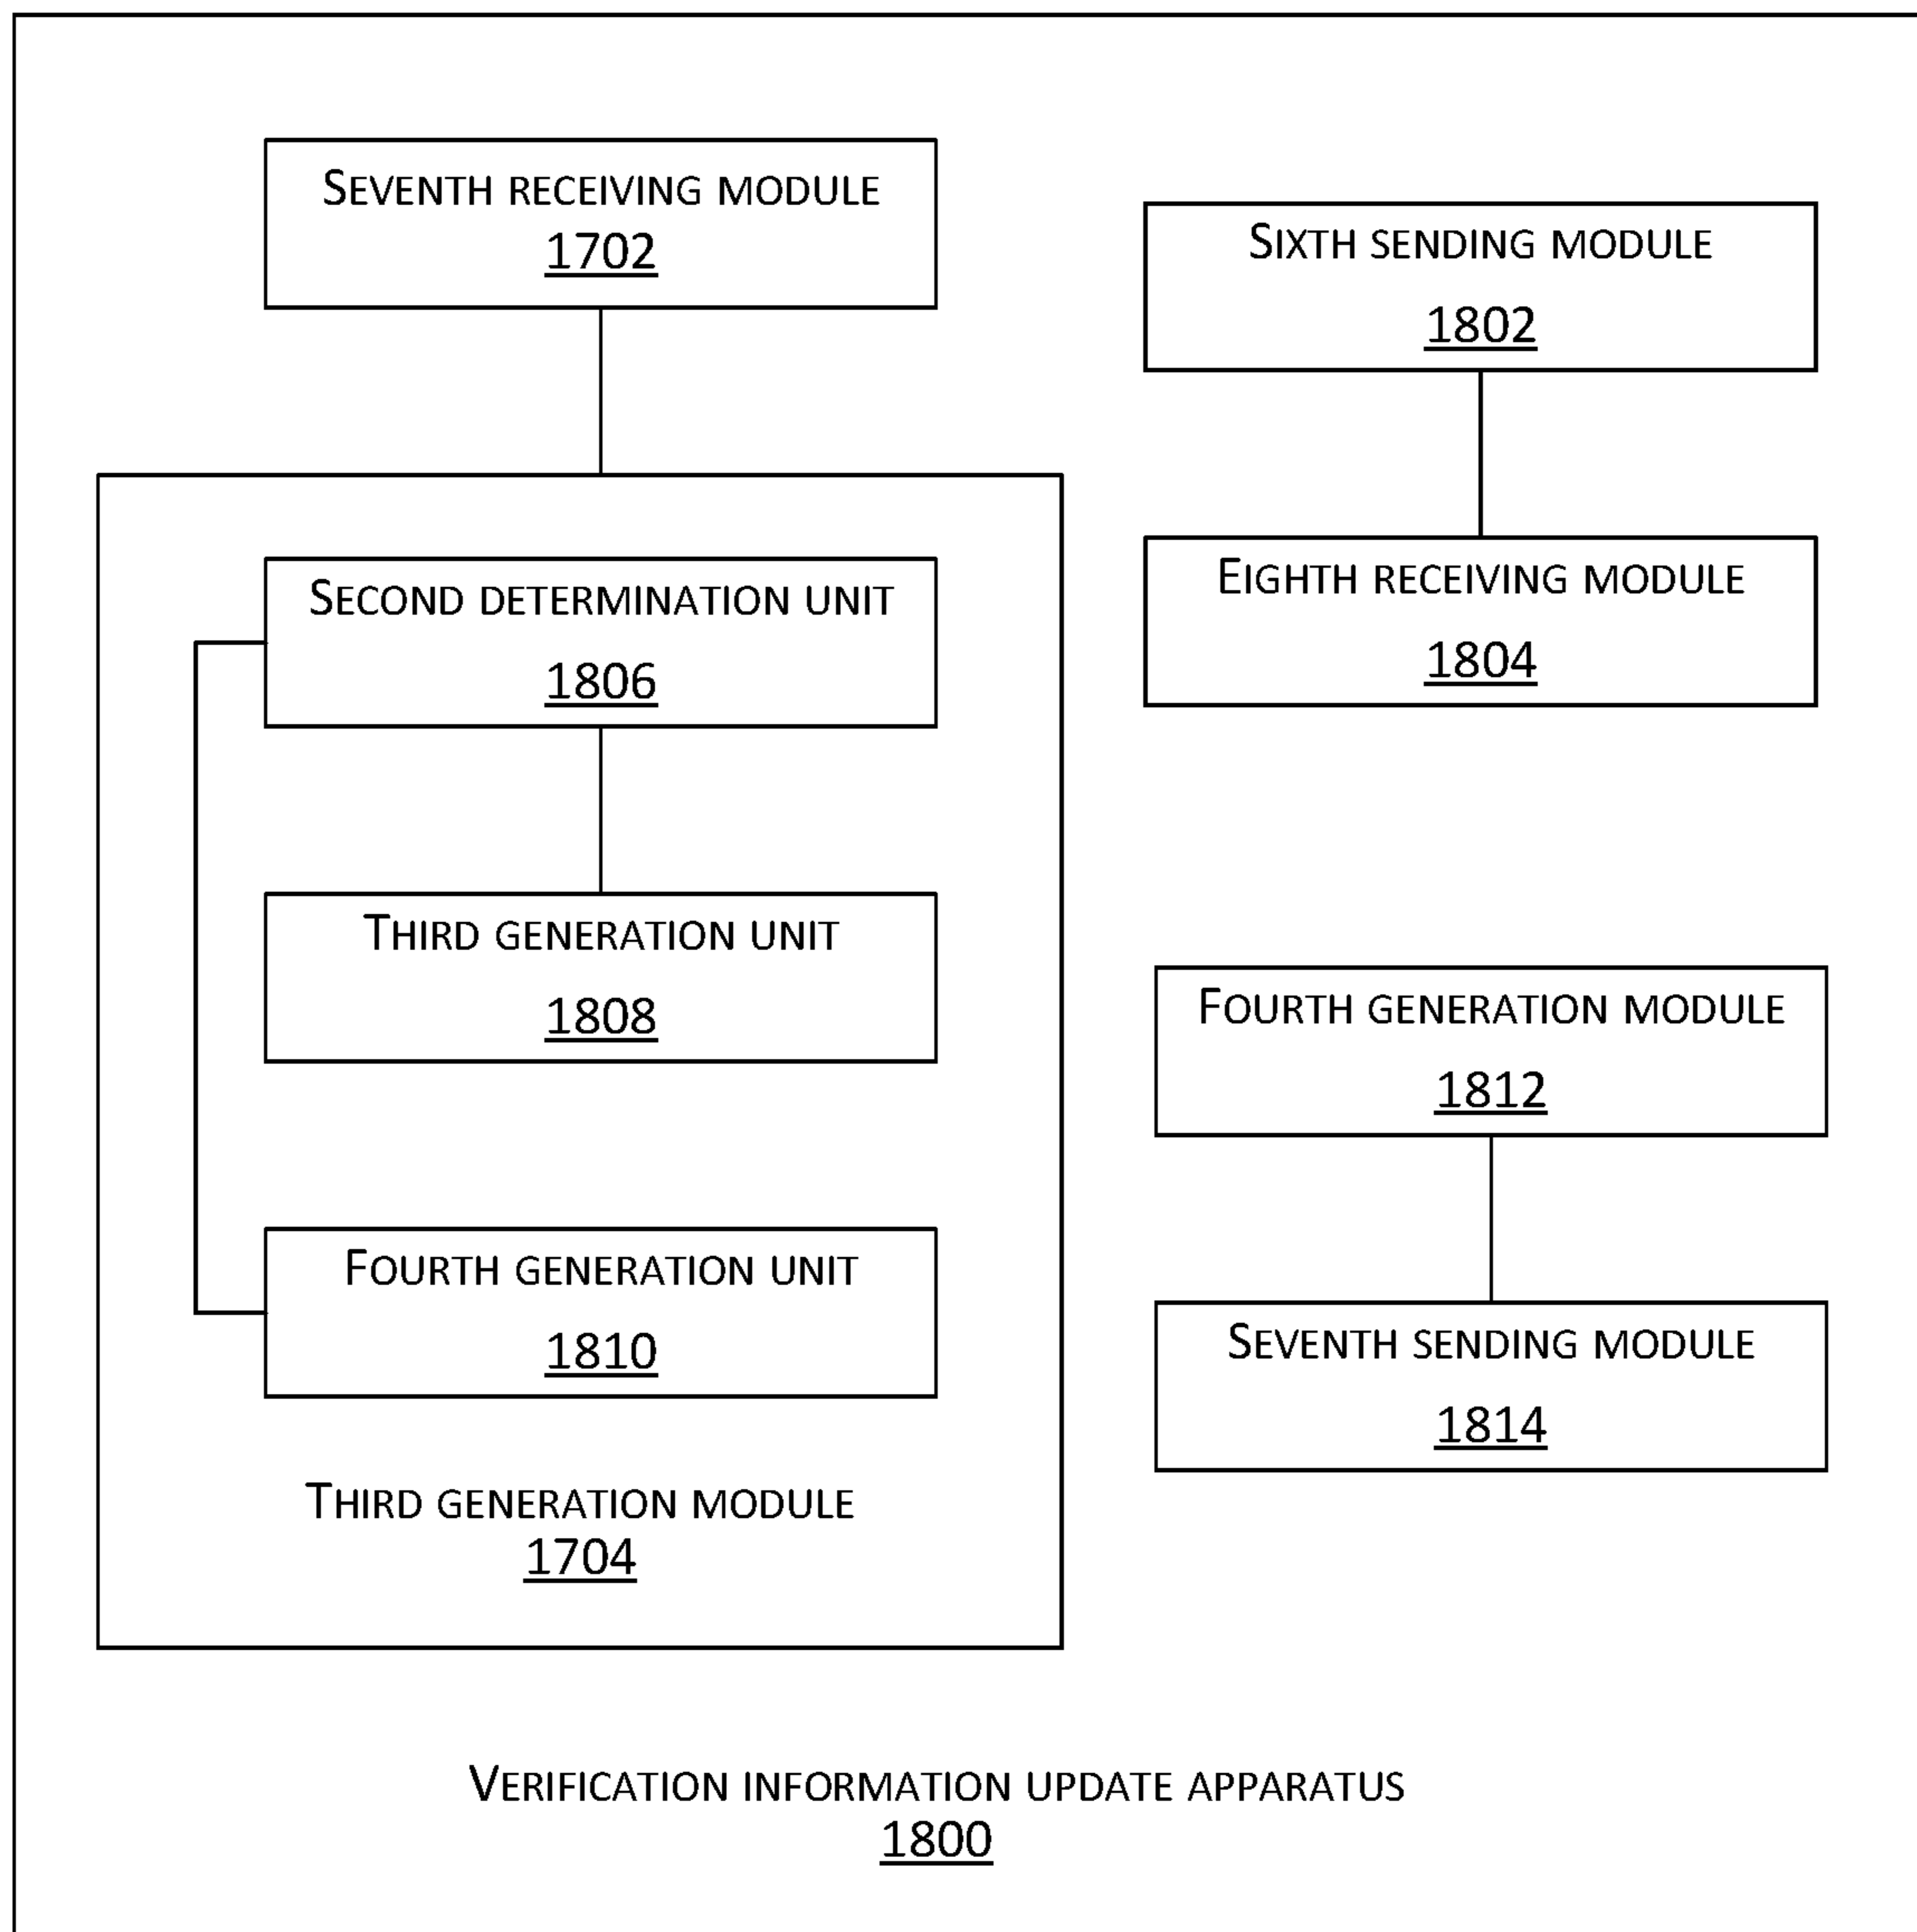 Seventh receiving module
1702
Sixth sending module
1802
Eighth receiving module
1804
Second determination unit
1806
Third generation unit
1808
Fourth generation unit
1810
Third generation module
1704
Fourth generation module
1812
Seventh sending module
1814
Verification information update apparatus
1800